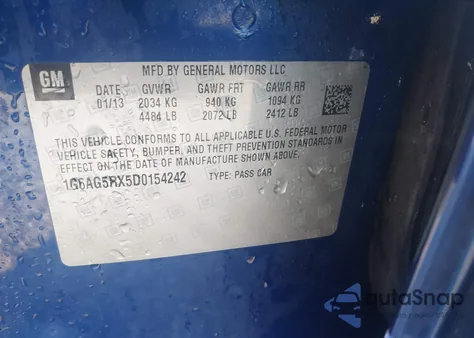 GM
MFD BY GENERAL MOTORS LLC
DATE GVWR GAWR FRT GAWR RR
01/13 2034 KG 940 KG 1094 KG
4484 LB 2072 LB 2412 LB
THIS VEHICLE CONFORMS TO ALL APPLICABLE U.S. FEDERAL MOTOR
VEHICLE SAFETY, BUMPER, AND THEFT PREVENTION STANDARDS IN
EFFECT ON THE DATE OF MANUFACTURE SHOWN ABOVE.
1G6AG5RX5D0154242 TYPE: PASS CAR
autoSnap